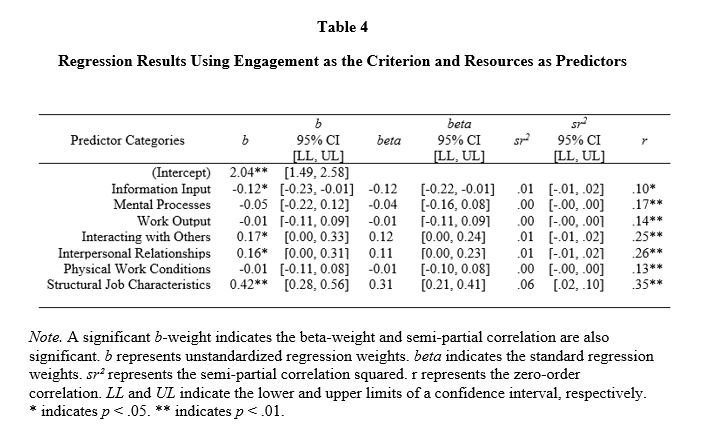 Table 4
Regression Results Using Engagement as the Criterion and Resources as Predictors
b beta sr²
Predictor Categories b 95% CI beta 95% CI sr² 95% CI r
[LL, UL] [LL, UL] [LL, UL]
(Intercept) 2.04** [1.49, 2.58]
Information Input -0.12* [-0.23, -0.01] -0.12 [-0.22, -0.01] .01 [-.01, .02] .10*
Mental Processes -0.05 [-0.22, 0.12] -0.04 [-0.16, 0.08] .00 [-.00, .00] .17**
Work Output -0.01 [-0.11, 0.09] -0.01 [-0.11, 0.09] .00 [-.00, .00] .14**
Interacting with Others 0.17* [0.00, 0.33] 0.12 [0.00, 0.24] .01 [-.01, .02] .25**
Interpersonal Relationships 0.16* [0.00, 0.31] 0.11 [0.00, 0.23] .01 [-.01, .02] .26**
Physical Work Conditions -0.01 [-0.11, 0.08] -0.01 [-0.10, 0.08] .00 [-.00, .00] .13**
Structural Job Characteristics 0.42** [0.28, 0.56] 0.31 [0.21, 0.41] .06 [.02, .10] .35**
Note. A significant b-weight indicates the beta-weight and semi-partial correlation are also
significant. b represents unstandardized regression weights. beta indicates the standard regression
weights. sr² represents the semi-partial correlation squared. r represents the zero-order
correlation. LL and UL indicate the lower and upper limits of a confidence interval, respectively.
* indicates p < .05. ** indicates p < .01.